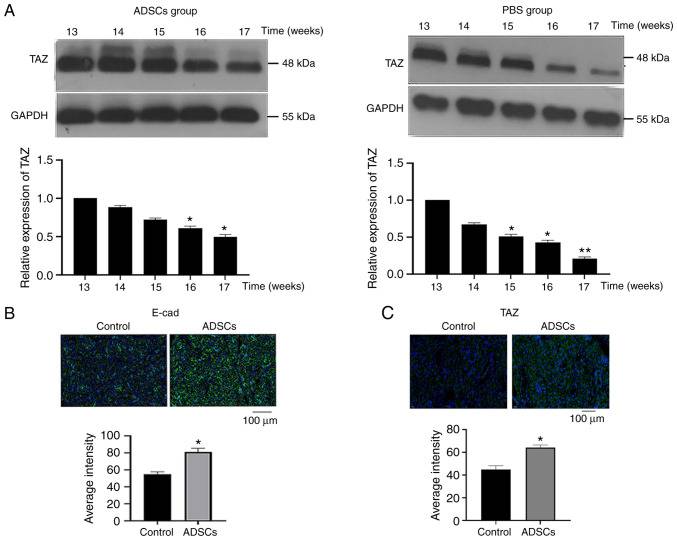 A
ADSCs group
13 14 15 16 17 Time (weeks)
TAZ
48 kDa
GAPDH
55 kDa
Relative expression of TAZ
1.5
1.0
0.5
0.0
* *
13 14 15 16 17 Time (weeks)
PBS group
13 14 15 16 17 Time (weeks)
TAZ
48 kDa
GAPDH
55 kDa
Relative expression of TAZ
1.5
1.0
0.5
0.0
* * **
13 14 15 16 17 Time (weeks)
B
E-cad
Control ADSCs
100 μm
Average intensity
100
80
60
40
20
0
*
Control ADSCs
C
TAZ
Control ADSCs
100 μm
Average intensity
80
60
40
20
0
*
Control ADSCs